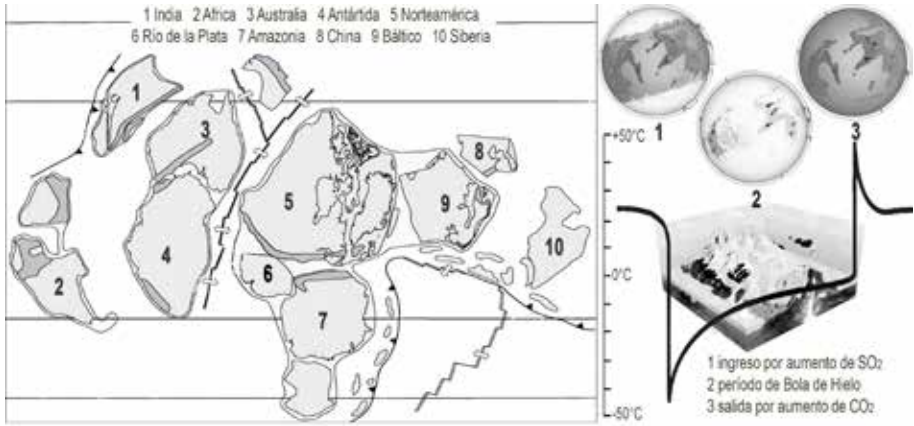 1 India 2 Africa 3 Australia 4 Antártida 5 Norteamérica
6 Río de la Plata 7 Amazonia 8 China 9 Báltico 10 Siberia
1
3
8
5
9
4
10
6
2
7
1
3
2
+50°C
0°C
-50°C
1 ingreso por aumento de SO₂
2 período de Bola de Hielo
3 salida por aumento de CO₂